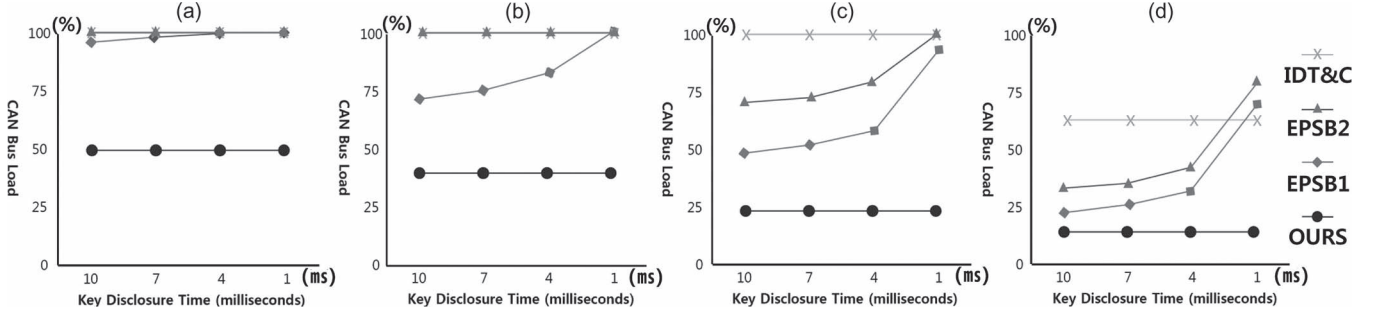 (a)
(%)
100
75
50
25
0
CAN Bus Load
10 7 4 1 (ms)
Key Disclosure Time (milliseconds)
(b)
(%)
100
75
50
25
0
CAN Bus Load
10 7 4 1 (ms)
Key Disclosure Time (milliseconds)
(c)
(%)
100
75
50
25
0
CAN Bus Load
10 7 4 1 (ms)
Key Disclosure Time (milliseconds)
(d)
(%)
100
75
50
25
0
CAN Bus Load
10 7 4 1 (ms)
Key Disclosure Time (milliseconds)
IDT&C
EPSB2
EPSB1
OURS